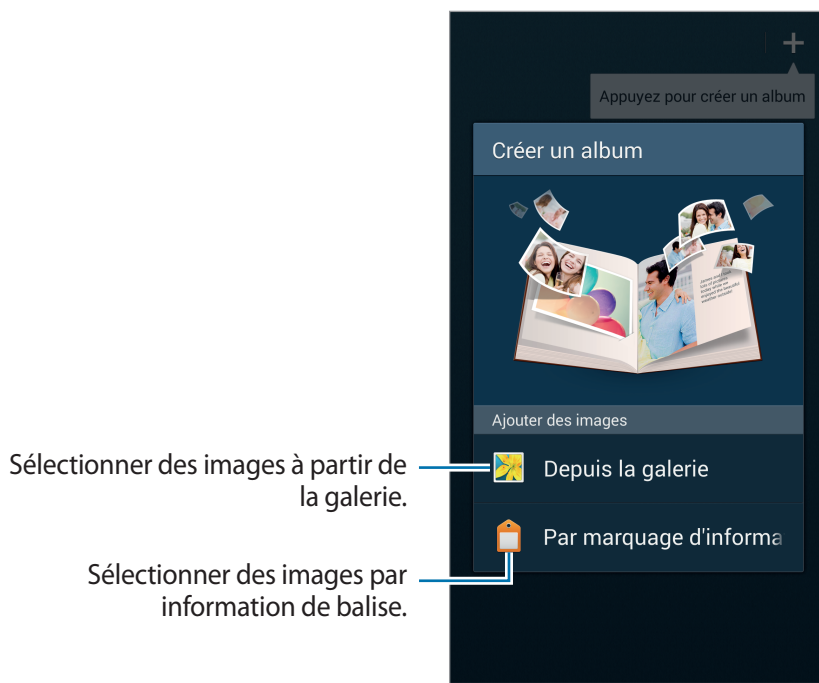 +
Appuyez pour créer un album
Créer un album
Ajouter des images
Sélectionner des images à partir de
la galerie.
Depuis la galerie
Par marquage d'informa
Sélectionner des images par
information de balise.